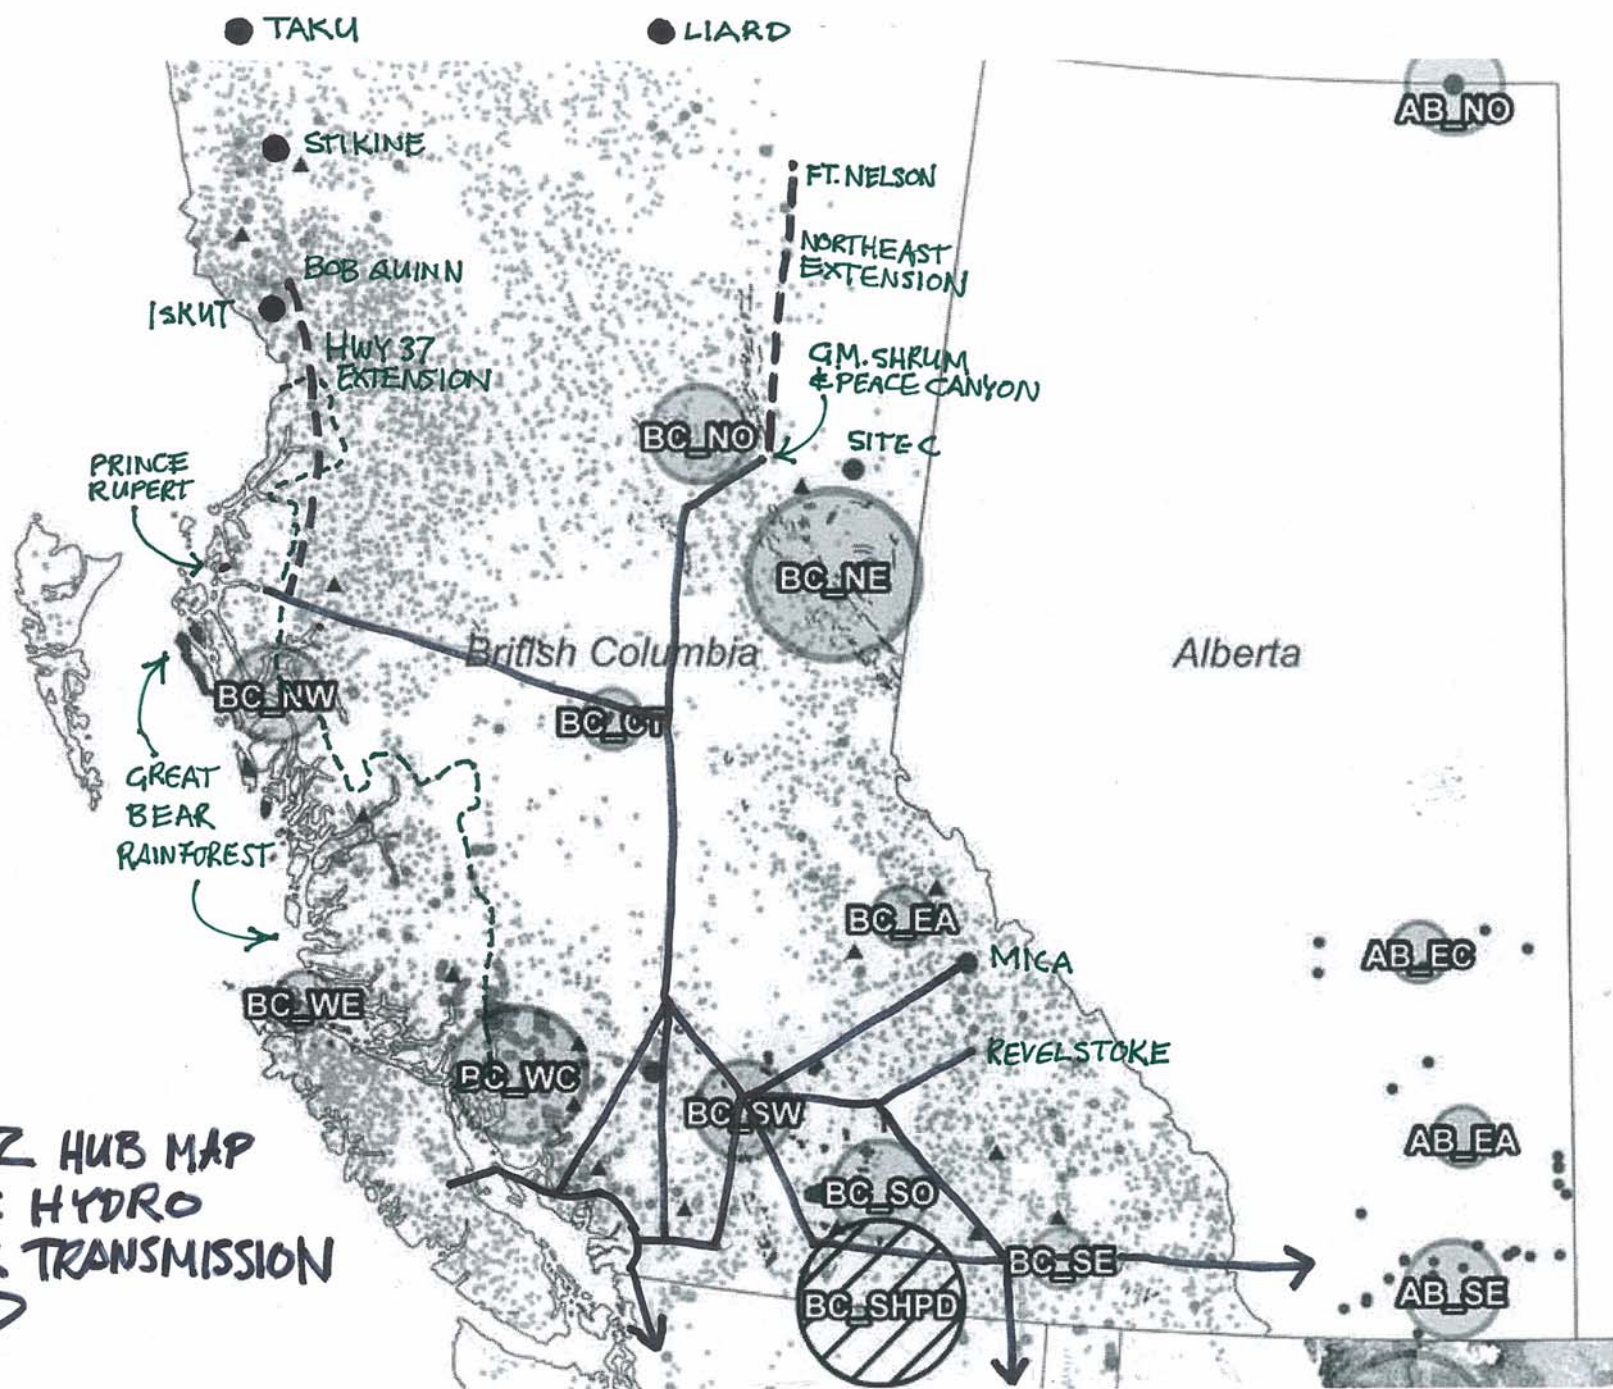 TAKU
LIARD
AB_NO
STIKINE
FT. NELSON
NORTHEAST
EXTENSION
BOB QUINN
ISKUT
HWY 37
EXTENSION
G.M. SHRUM
& PEACE CANYON
BC_NO
SITE C
PRINCE
RUPERT
BC_NE
British Columbia
Alberta
BC_NW
BC_CT
GREAT
BEAR
RAINFOREST
BC_EA
MICA
AB_EC
BC_WE
REVELSTOKE
BC_WC
BC_SW
AB_EA
HUB MAP
HYDRO
TRANSMISSION
BC_SO
BC_SE
BC_SHPD
AB_SE